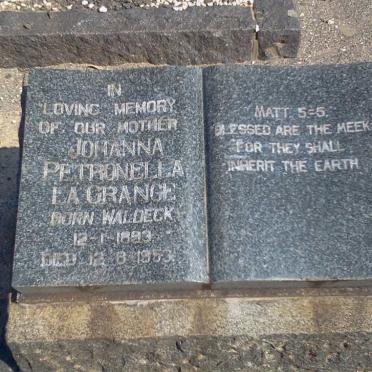 IN
LOVING MEMORY
OF OUR MOTHER
JOHANNA
PETRONELLA
LA GRANGE
BORN WALDECK
12-1-1883
DIED 12-8-1953
MATT. 5=5.
BLESSED ARE THE MEEK
FOR THEY SHALL
INHERIT THE EARTH